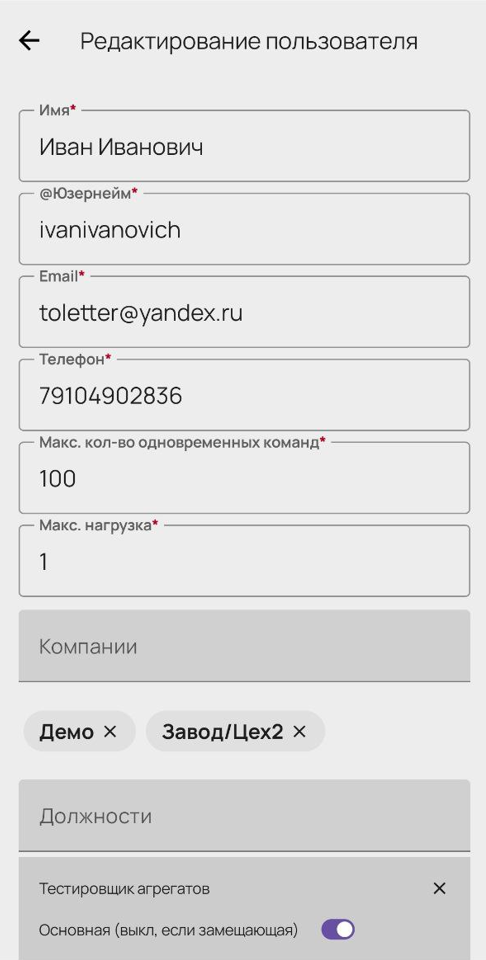 Редактирование пользователя
Имя*
Иван Иванович
@Юзернейм*
ivanivanovich
Email*
toletter@yandex.ru
Телефон*
79104902836
Макс. кол-во одновременных команд*
100
Макс. нагрузка*
1
Компании
Демо
Завод/Цех2
Должности
Тестировщик агрегатов
Основная (выкл, если замещающая)